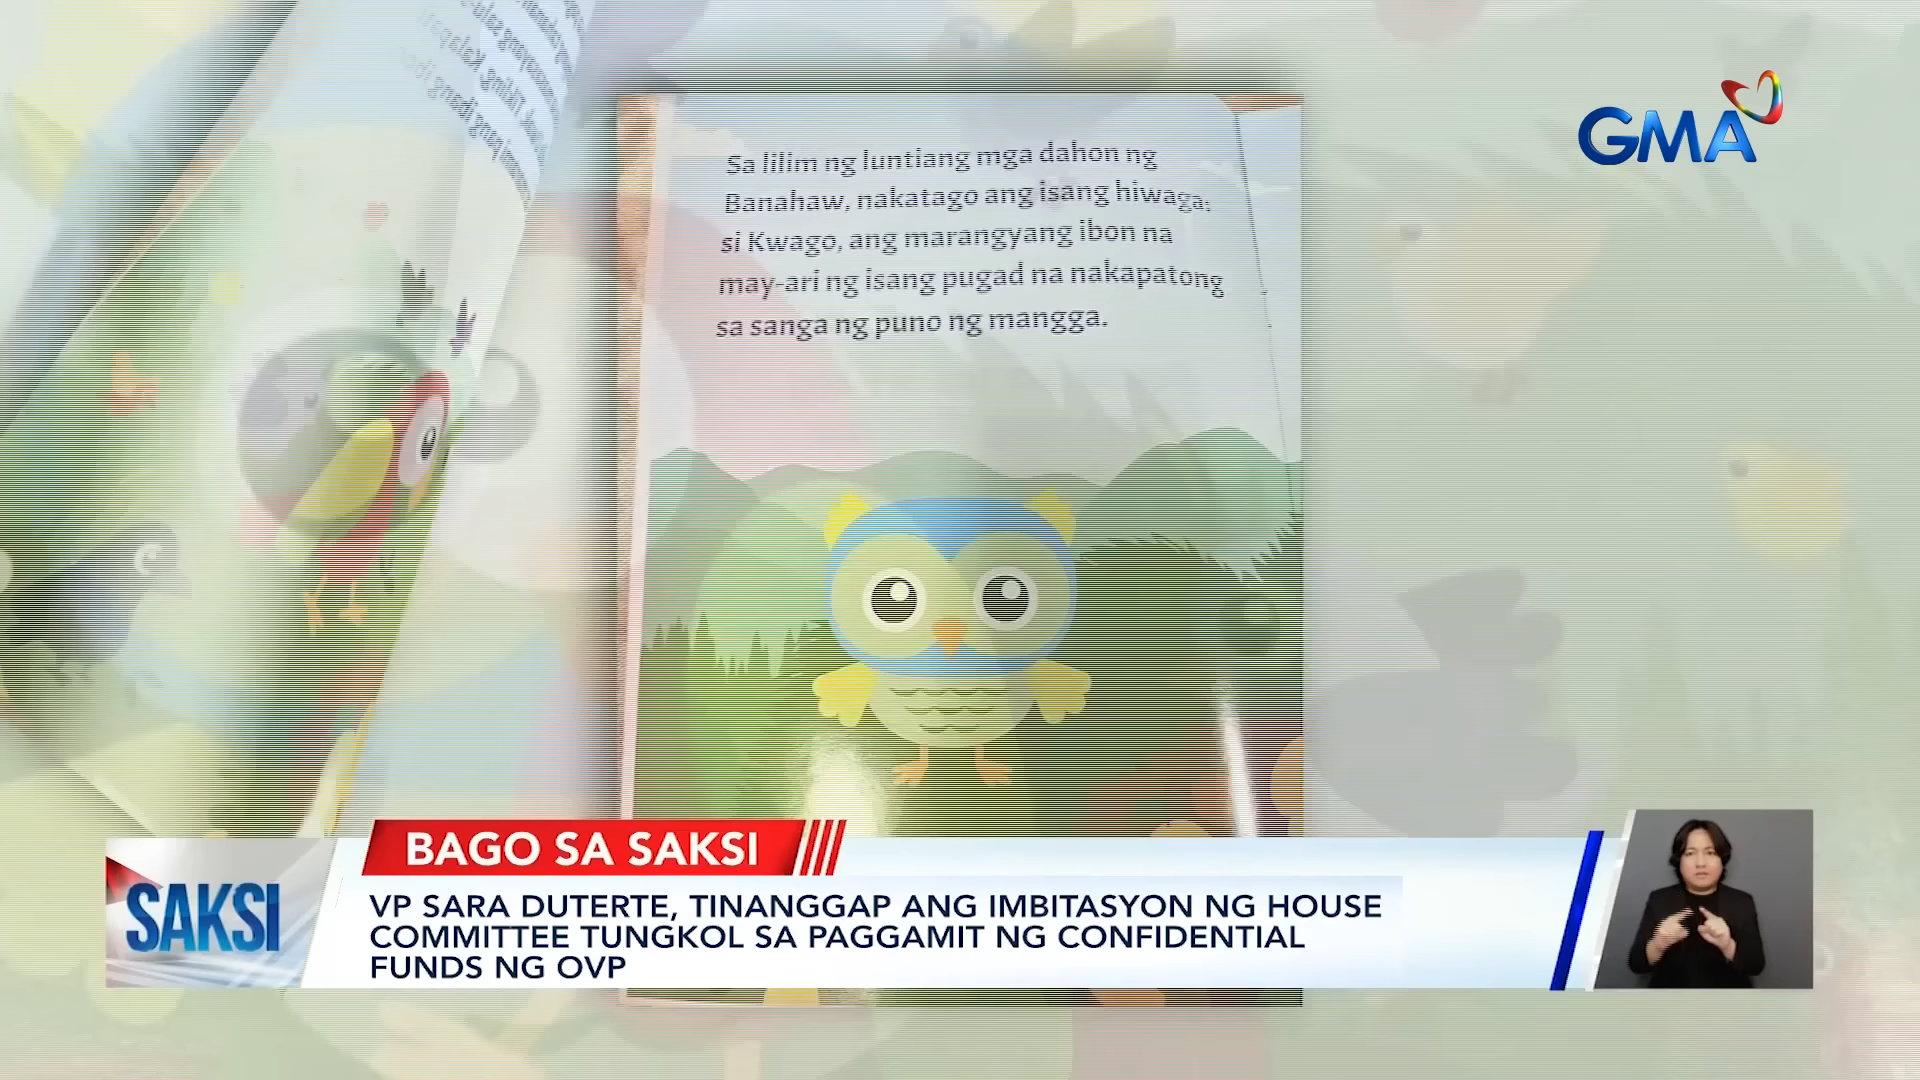 GMA
Sa lilim ng luntiang mga dahon ng
Banahaw, nakatago ang isang hiwaga:
si Kwago, ang marangyang ibon na
may-ari ng isang pugad na nakapatong
sa sanga ng puno ng mangga.
BAGO SA SAKSI
SAKSI
VP SARA DUTERTE, TINANGGAP ANG IMBITASYON NG HOUSE
COMMITTEE TUNGKOL SA PAGGAMIT NG CONFIDENTIAL
FUNDS NG OVP